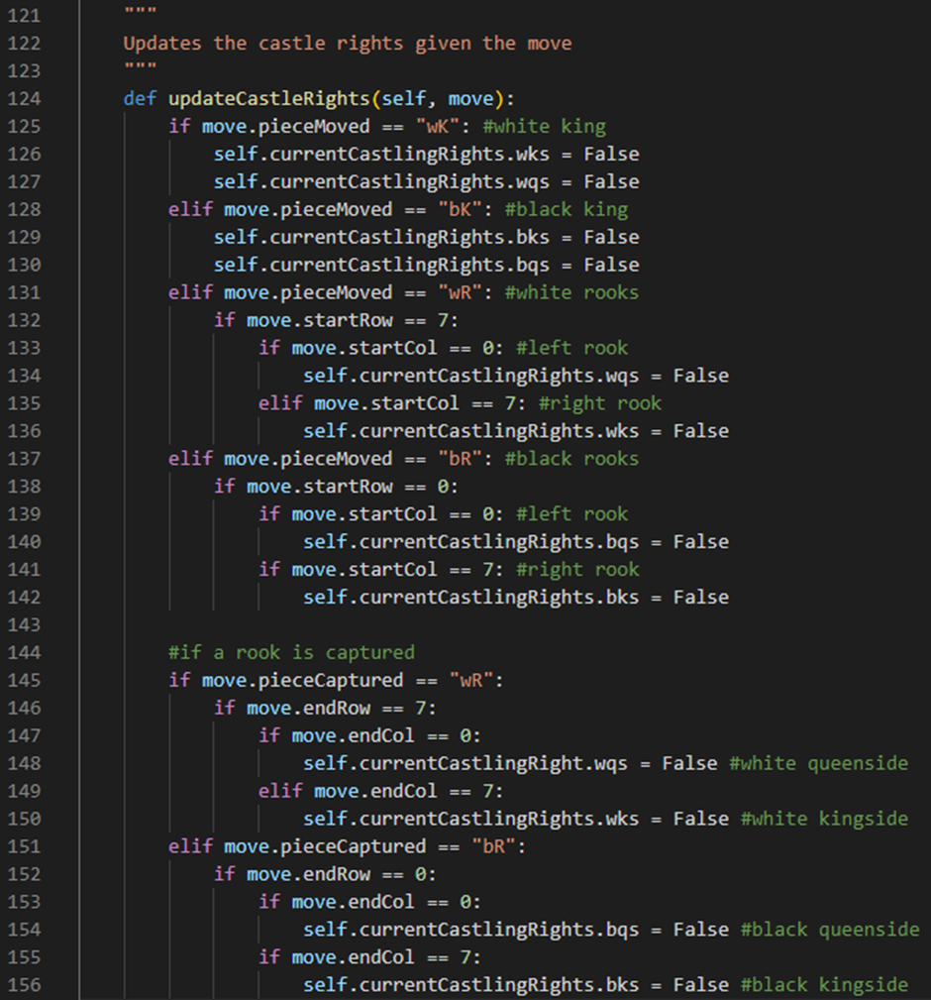 121 """
122 Updates the castle rights given the move
123 """
124 def updateCastleRights(self, move):
125     if move.pieceMoved == "wK": #white king
126         self.currentCastlingRights.wks = False
127         self.currentCastlingRights.wqs = False
128     elif move.pieceMoved == "bK": #black king
129         self.currentCastlingRights.bks = False
130         self.currentCastlingRights.bqs = False
131     elif move.pieceMoved == "wR": #white rooks
132         if move.startRow == 7:
133             if move.startCol == 0: #left rook
134                 self.currentCastlingRights.wqs = False
135             elif move.startCol == 7: #right rook
136                 self.currentCastlingRights.wks = False
137     elif move.pieceMoved == "bR": #black rooks
138         if move.startRow == 0:
139             if move.startCol == 0: #left rook
140                 self.currentCastlingRights.bqs = False
141             if move.startCol == 7: #right rook
142                 self.currentCastlingRights.bks = False
143
144     #if a rook is captured
145     if move.pieceCaptured == "wR":
146         if move.endRow == 7:
147             if move.endCol == 0:
148                 self.currentCastlingRight.wqs = False #white queenside
149             elif move.endCol == 7:
150                 self.currentCastlingRights.wks = False #white kingside
151     elif move.pieceCaptured == "bR":
152         if move.endRow == 0:
153             if move.endCol == 0:
154                 self.currentCastlingRights.bqs = False #black queenside
155             if move.endCol == 7:
156                 self.currentCastlingRights.bks = False #black kingside